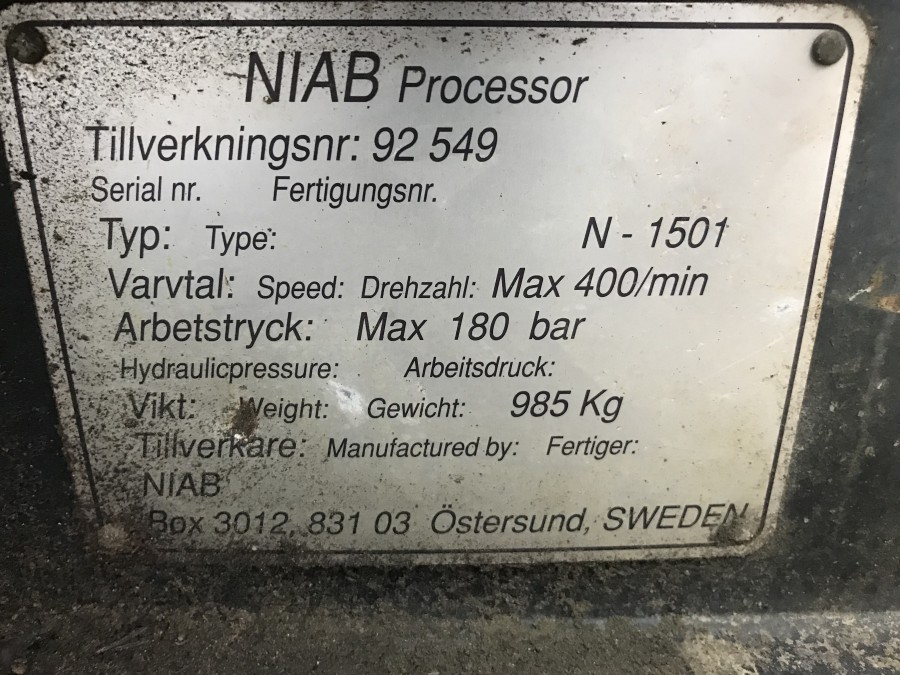 NIAB Processor
Tillverkningsnr: 92 549
Serial nr. Fertigungsnr.
Typ: Type: N - 1501
Varvtal: Speed: Drehzahl: Max 400/min
Arbetstryck: Max 180 bar
Hydraulicpressure: Arbeitsdruck:
Vikt: Weight: Gewicht: 985 Kg
Tillverkare: Manufactured by: Fertiger:
NIAB
Box 3012, 831 03 Östersund, SWEDEN